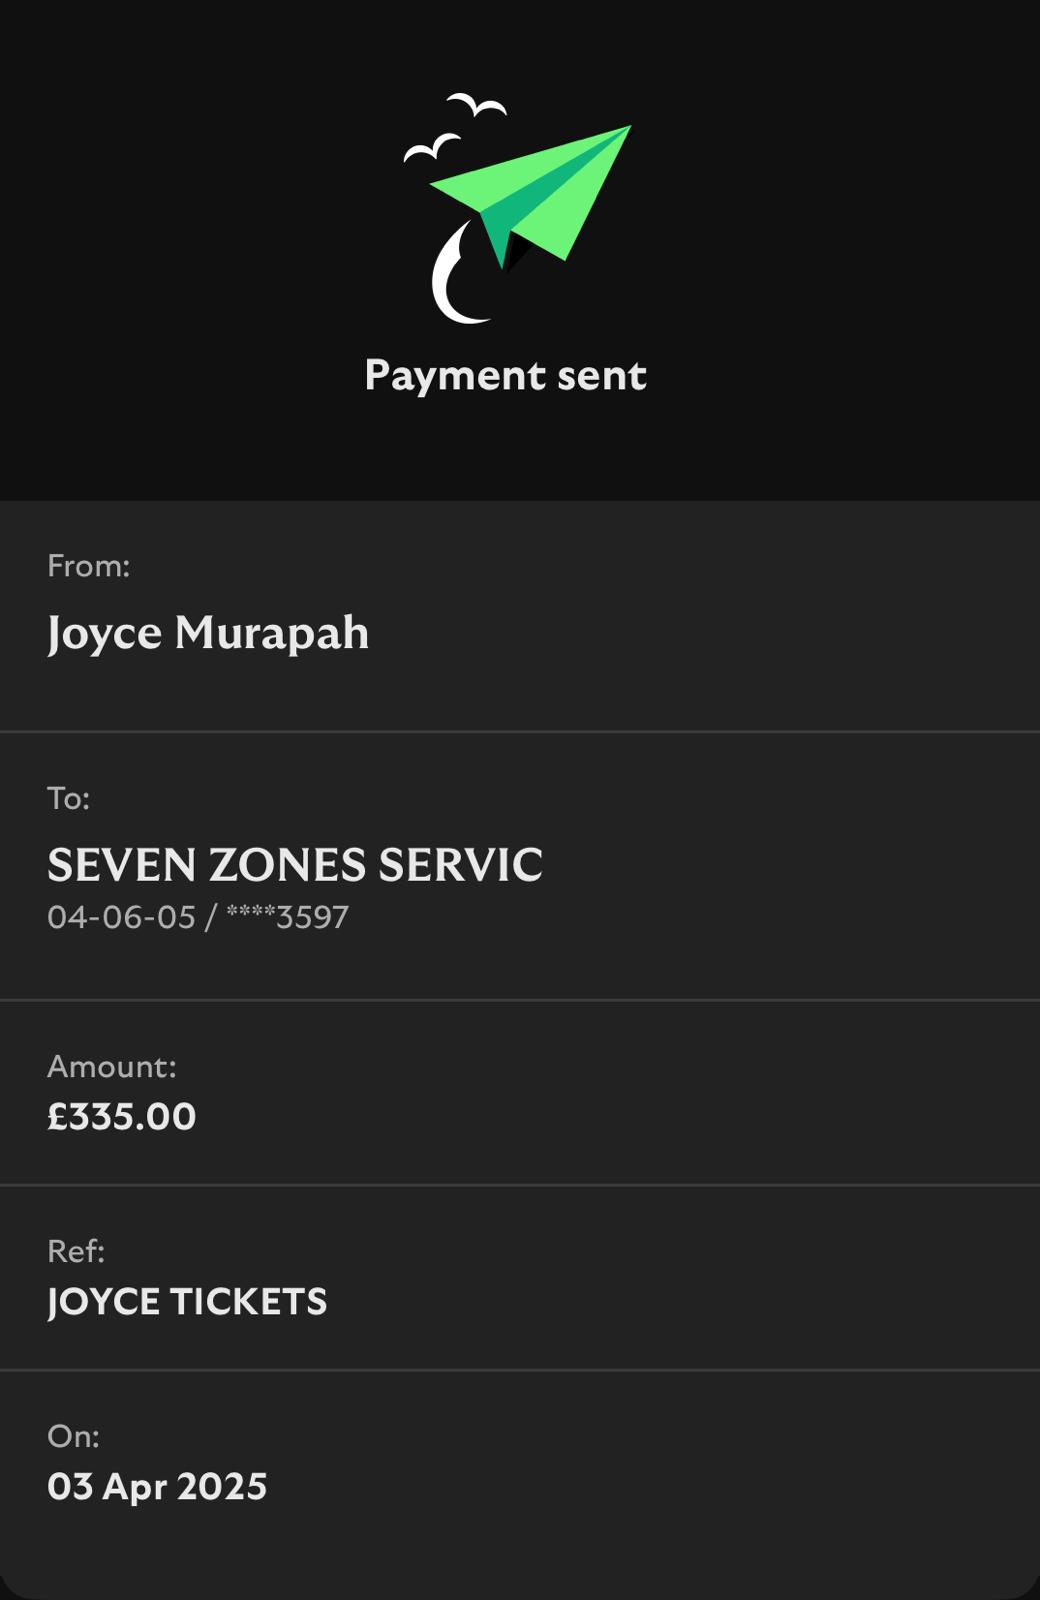 Payment sent
From:
Joyce Murapah
To:
SEVEN ZONES SERVIC
04-06-05 / ****3597
Amount:
£335.00
Ref:
JOYCE TICKETS
On:
03 Apr 2025